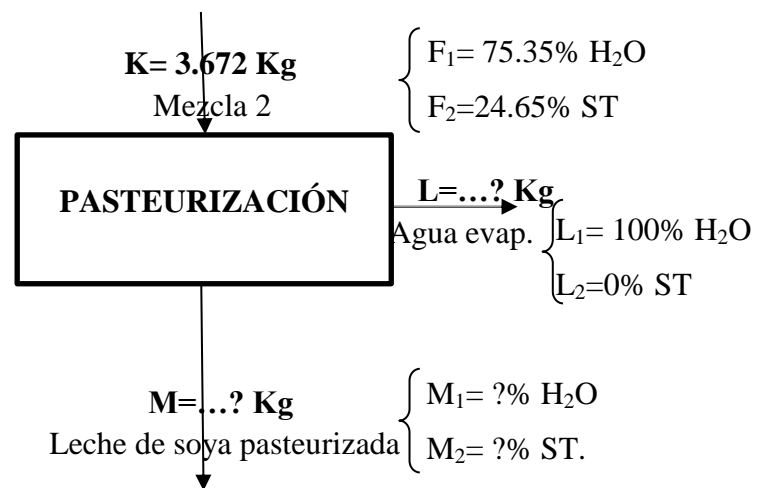 K= 3.672 Kg
Mezcla 2
F₁= 75.35% H₂O
F₂=24.65% ST
PASTEURIZACIÓN
L=…? Kg
Agua evap.
L₁= 100% H₂O
L₂=0% ST
M=…? Kg
Leche de soya pasteurizada
M₁= ?% H₂O
M₂= ?% ST.